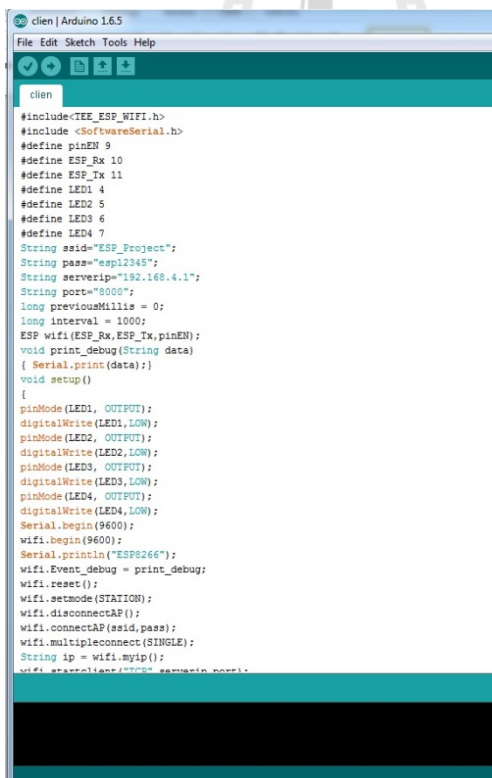 clien | Arduino 1.6.5
File Edit Sketch Tools Help
clien
#include<TEE_ESP_WIFI.h>
#include <SoftwareSerial.h>
#define pinEN 9
#define ESP_Rx 10
#define ESP_Tx 11
#define LED1 4
#define LED2 5
#define LED3 6
#define LED4 7
String ssid="ESP_Project";
String pass="esp12345";
String serverip="192.168.4.1";
String port="8000";
long previousMillis = 0;
long interval = 1000;
ESP wifi(ESP_Rx,ESP_Tx,pinEN);
void print_debug(String data)
{ Serial.print(data);}
void setup()
{
pinMode(LED1, OUTPUT);
digitalWrite(LED1,LOW);
pinMode(LED2, OUTPUT);
digitalWrite(LED2,LOW);
pinMode(LED3, OUTPUT);
digitalWrite(LED3,LOW);
pinMode(LED4, OUTPUT);
digitalWrite(LED4,LOW);
Serial.begin(9600);
wifi.begin(9600);
Serial.println("ESP8266");
wifi.Event_debug = print_debug;
wifi.reset();
wifi.setmode(STATION);
wifi.disconnectAP();
wifi.connectAP(ssid,pass);
wifi.multipleconnect(SINGLE);
String ip = wifi.myip();
wifi.startclient("TCP",serverip,port);